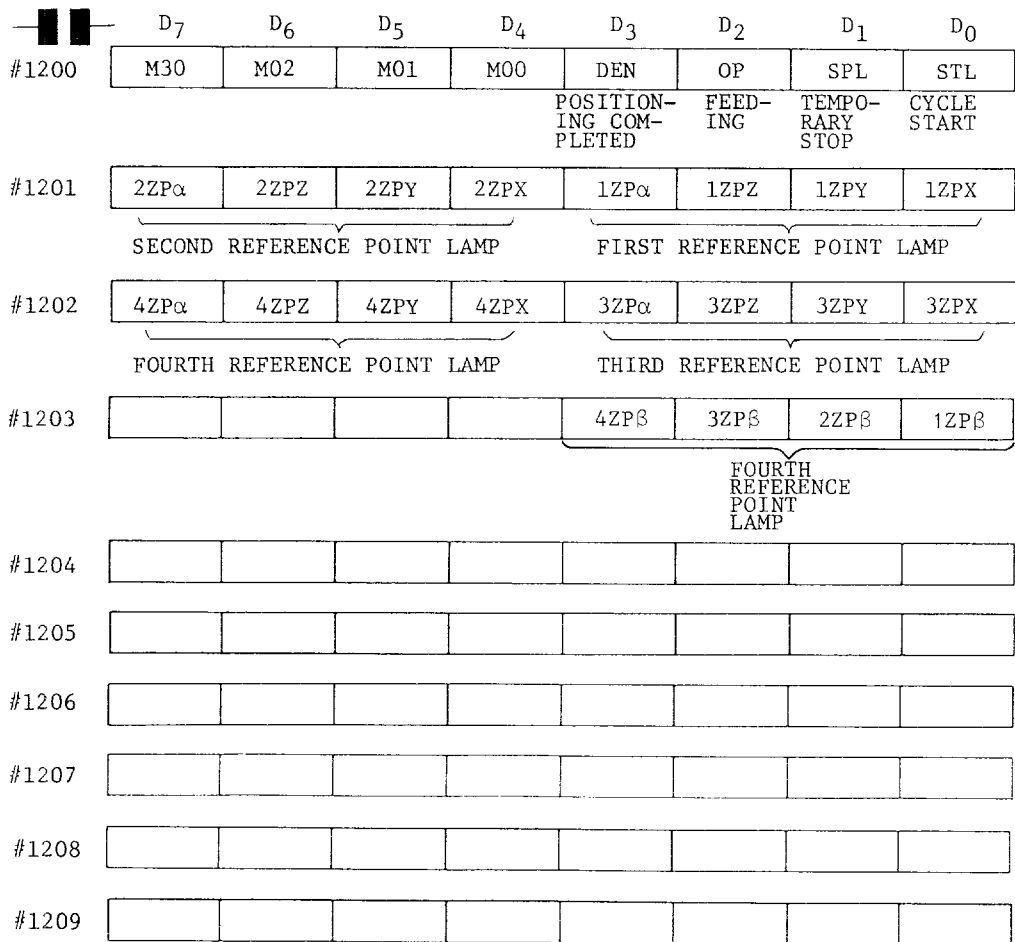 D7 D6 D5 D4 D3 D2 D1 D0
#1200 M30 M02 M01 M00 DEN OP SPL STL
POSITION- FEED- TEMPO- CYCLE
ING COM- ING RARY START
PLETED STOP
#1201 2ZPα 2ZPZ 2ZPY 2ZPX 1ZPα 1ZPZ 1ZPY 1ZPX
SECOND REFERENCE POINT LAMP FIRST REFERENCE POINT LAMP
#1202 4ZPα 4ZPZ 4ZPY 4ZPX 3ZPα 3ZPZ 3ZPY 3ZPX
FOURTH REFERENCE POINT LAMP THIRD REFERENCE POINT LAMP
#1203 4ZPβ 3ZPβ 2ZPβ 1ZPβ
FOURTH
REFERENCE
POINT
LAMP
#1204
#1205
#1206
#1207
#1208
#1209